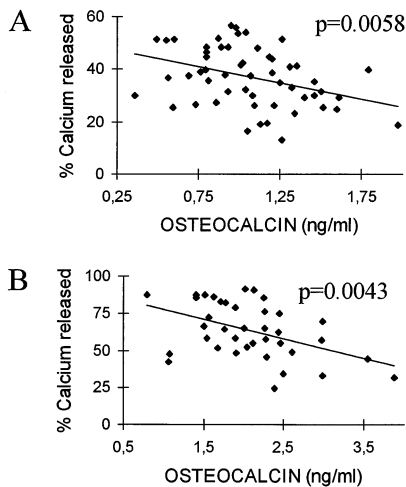 A
p=0.0058
% Calcium released
60
40
20
0
0,25 0,75 1,25 1,75
OSTEOCALCIN (ng/ml)
B
p=0.0043
% Calcium released
100
75
50
25
0
0,5 1,5 2,5 3,5
OSTEOCALCIN (ng/ml)